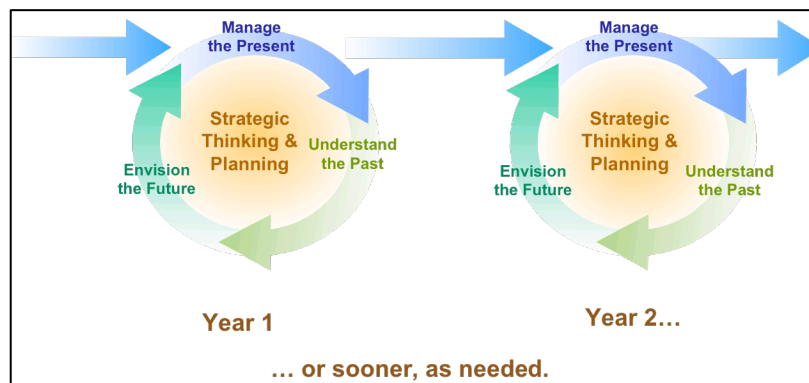 Manage
the Present
Strategic
Thinking &
Planning
Understand
the Past
Envision
the Future
Year 1
Manage
the Present
Strategic
Thinking &
Planning
Understand
the Past
Envision
the Future
Year 2…
… or sooner, as needed.